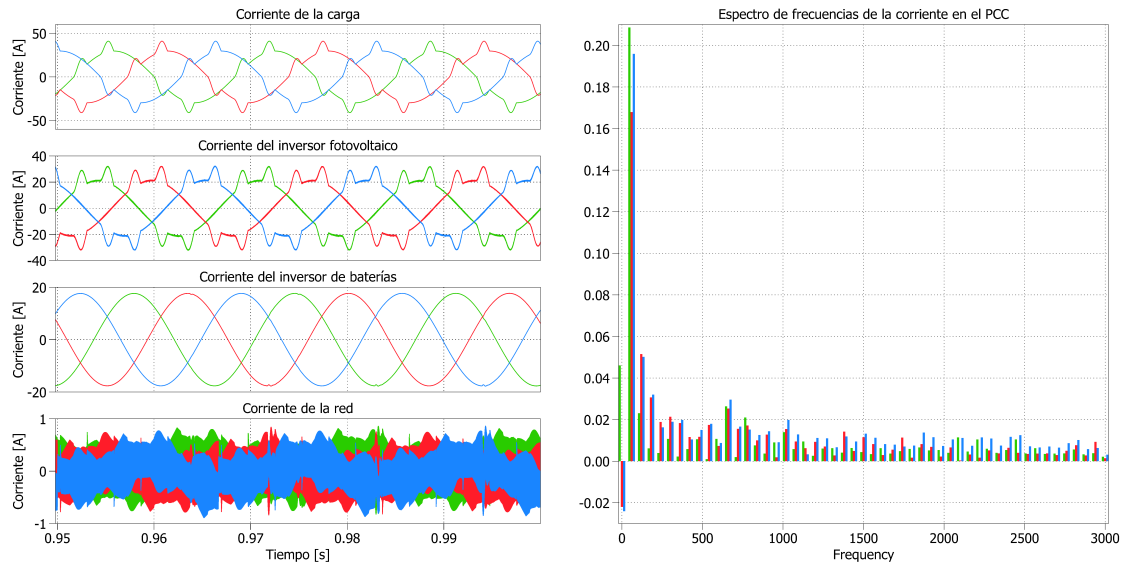 Corriente de la carga
Corriente [A]
50
0
-50
Corriente del inversor fotovoltaico
Corriente [A]
40
20
0
-20
-40
Corriente del inversor de baterías
Corriente [A]
20
0
-20
Corriente de la red
Corriente [A]
1
0
-1
0.95 0.96 0.97 0.98 0.99
Tiempo [s]
Espectro de frecuencias de la corriente en el PCC
0.20
0.18
0.16
0.14
0.12
0.10
0.08
0.06
0.04
0.02
0.00
-0.02
0 500 1000 1500 2000 2500 3000
Frequency